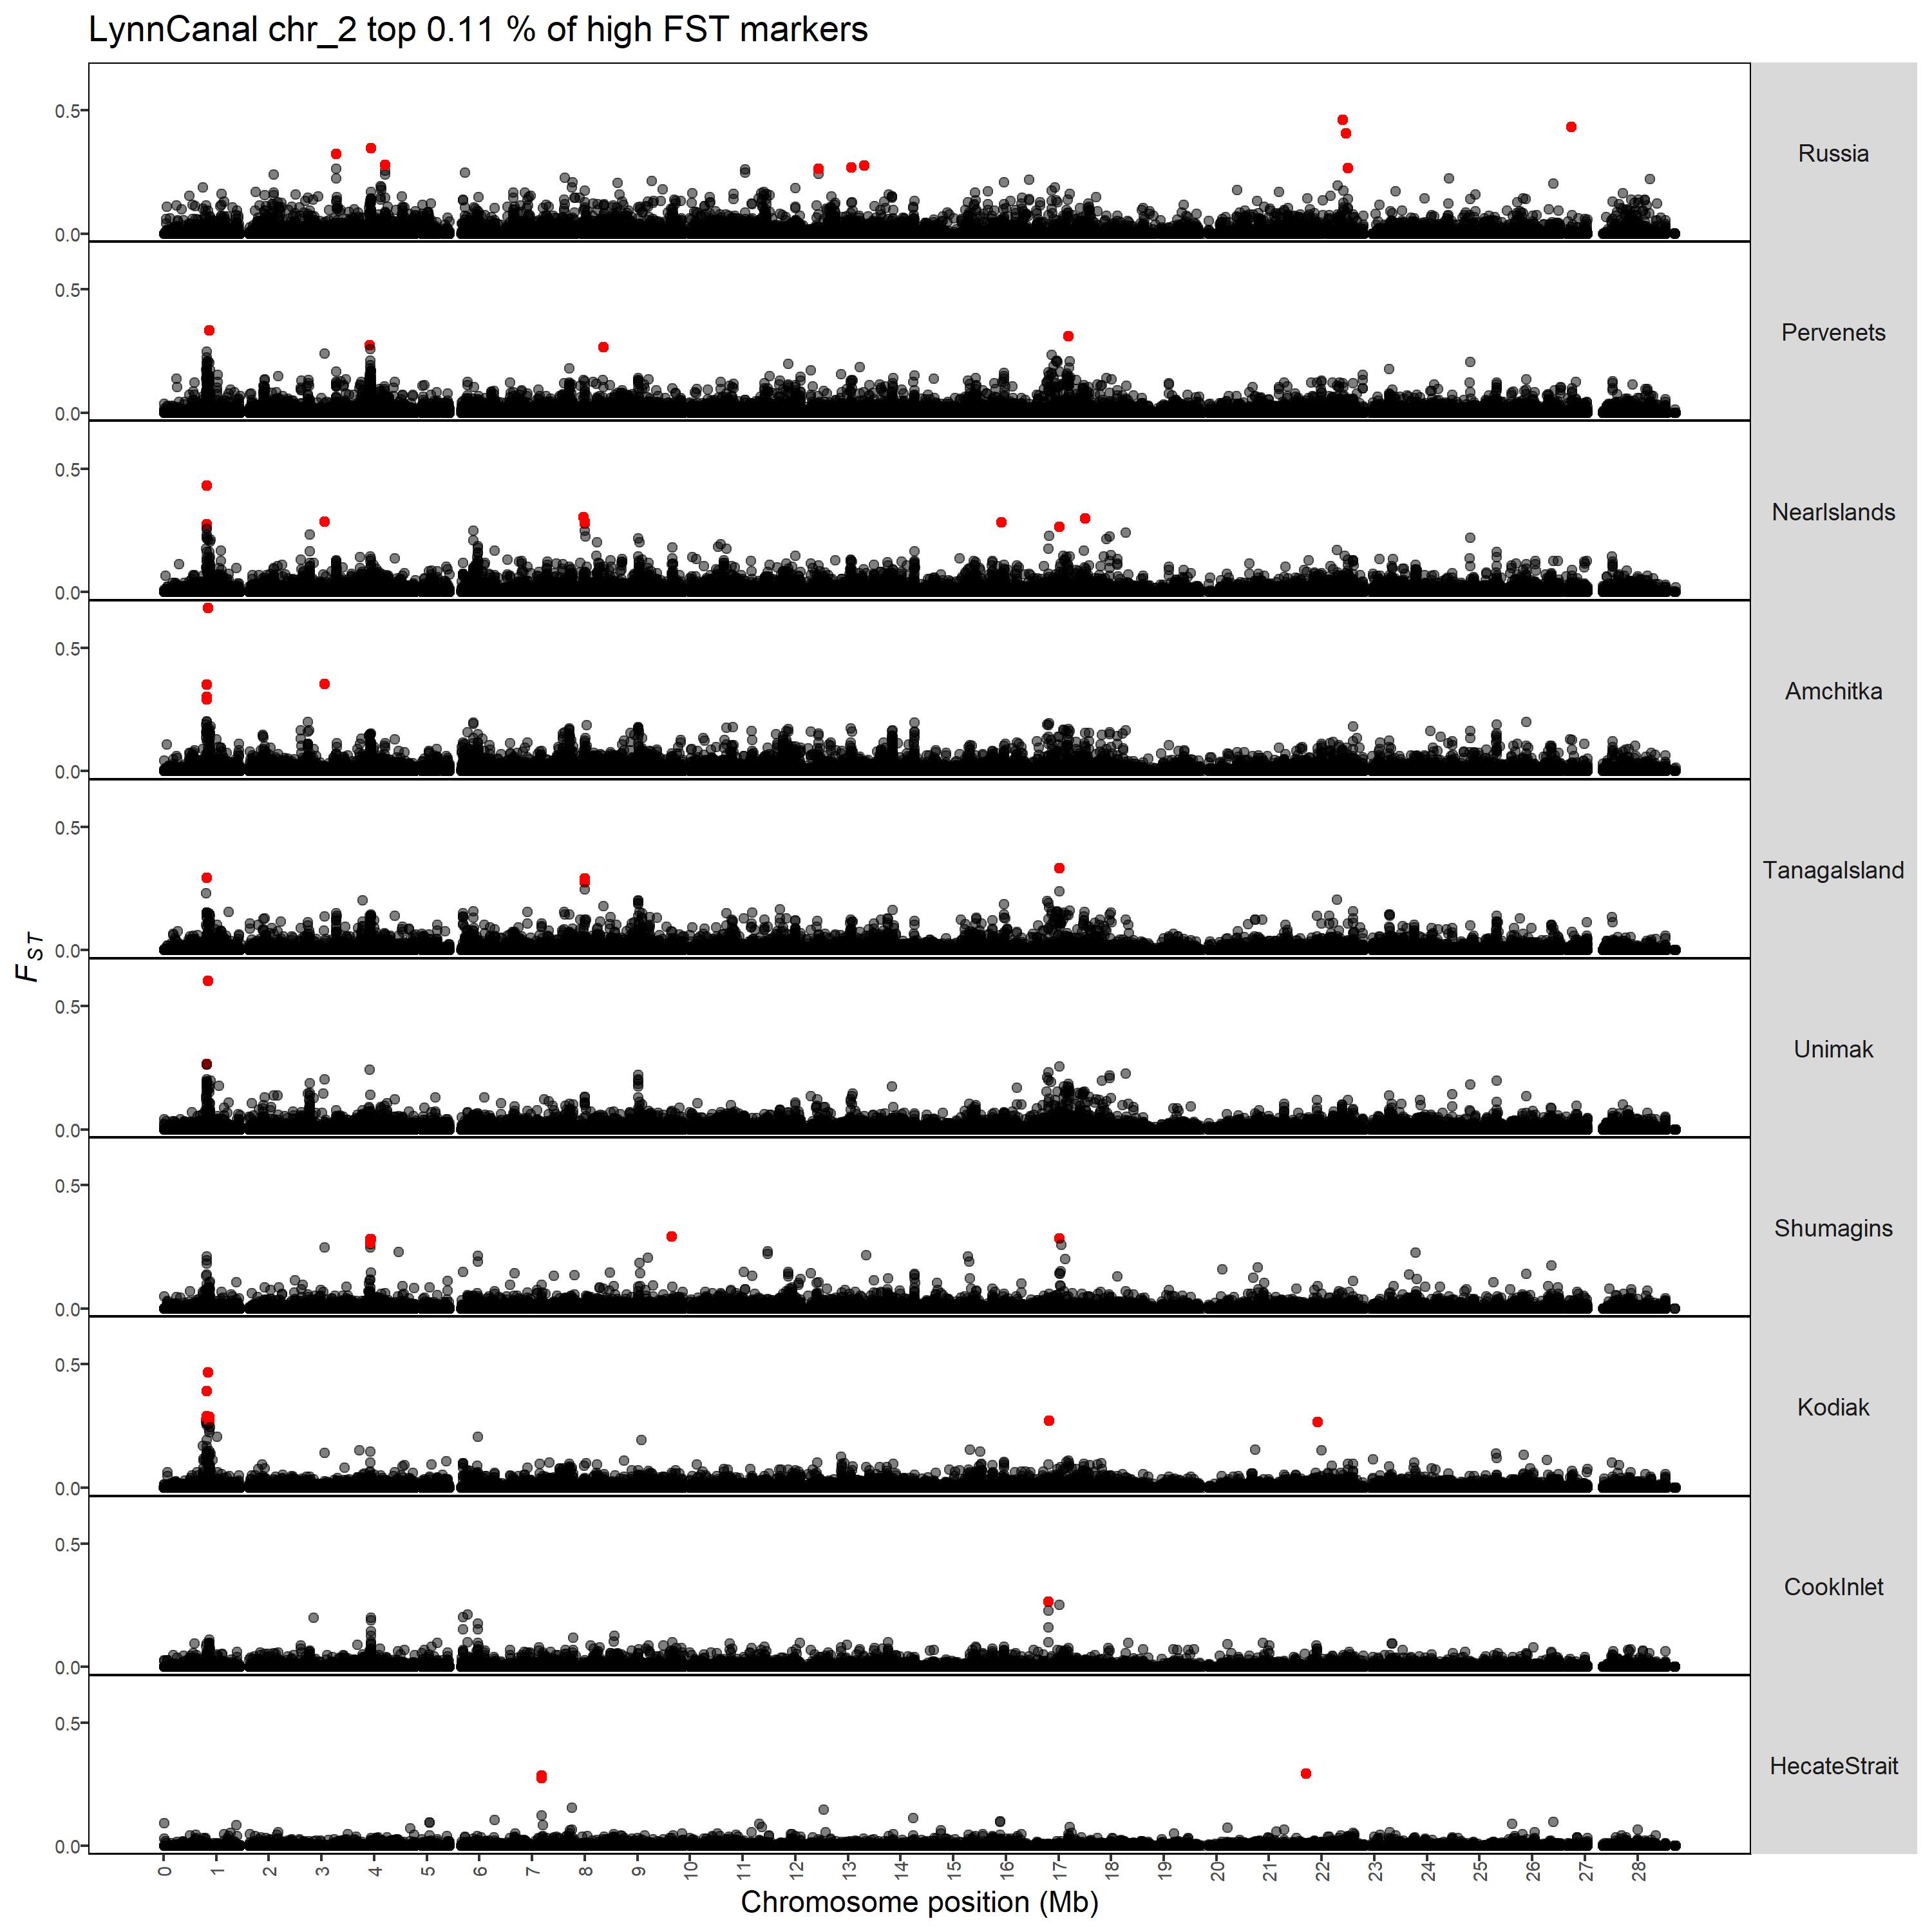 LynnCanal chr_2 top 0.11 % of high FST markers
0.5
0.0
Russia
0.5
0.0
Pervenets
0.5
0.0
NearIslands
0.5
0.0
Amchitka
0.5
0.0
TanagaIsland
0.5
0.0
Unimak
0.5
0.0
Shumagins
0.5
0.0
Kodiak
0.5
0.0
CookInlet
0.5
0.0
HecateStrait
FST
0 1 2 3 4 5 6 7 8 9 10 11 12 13 14 15 16 17 18 19 20 21 22 23 24 25 26 27 28
Chromosome position (Mb)